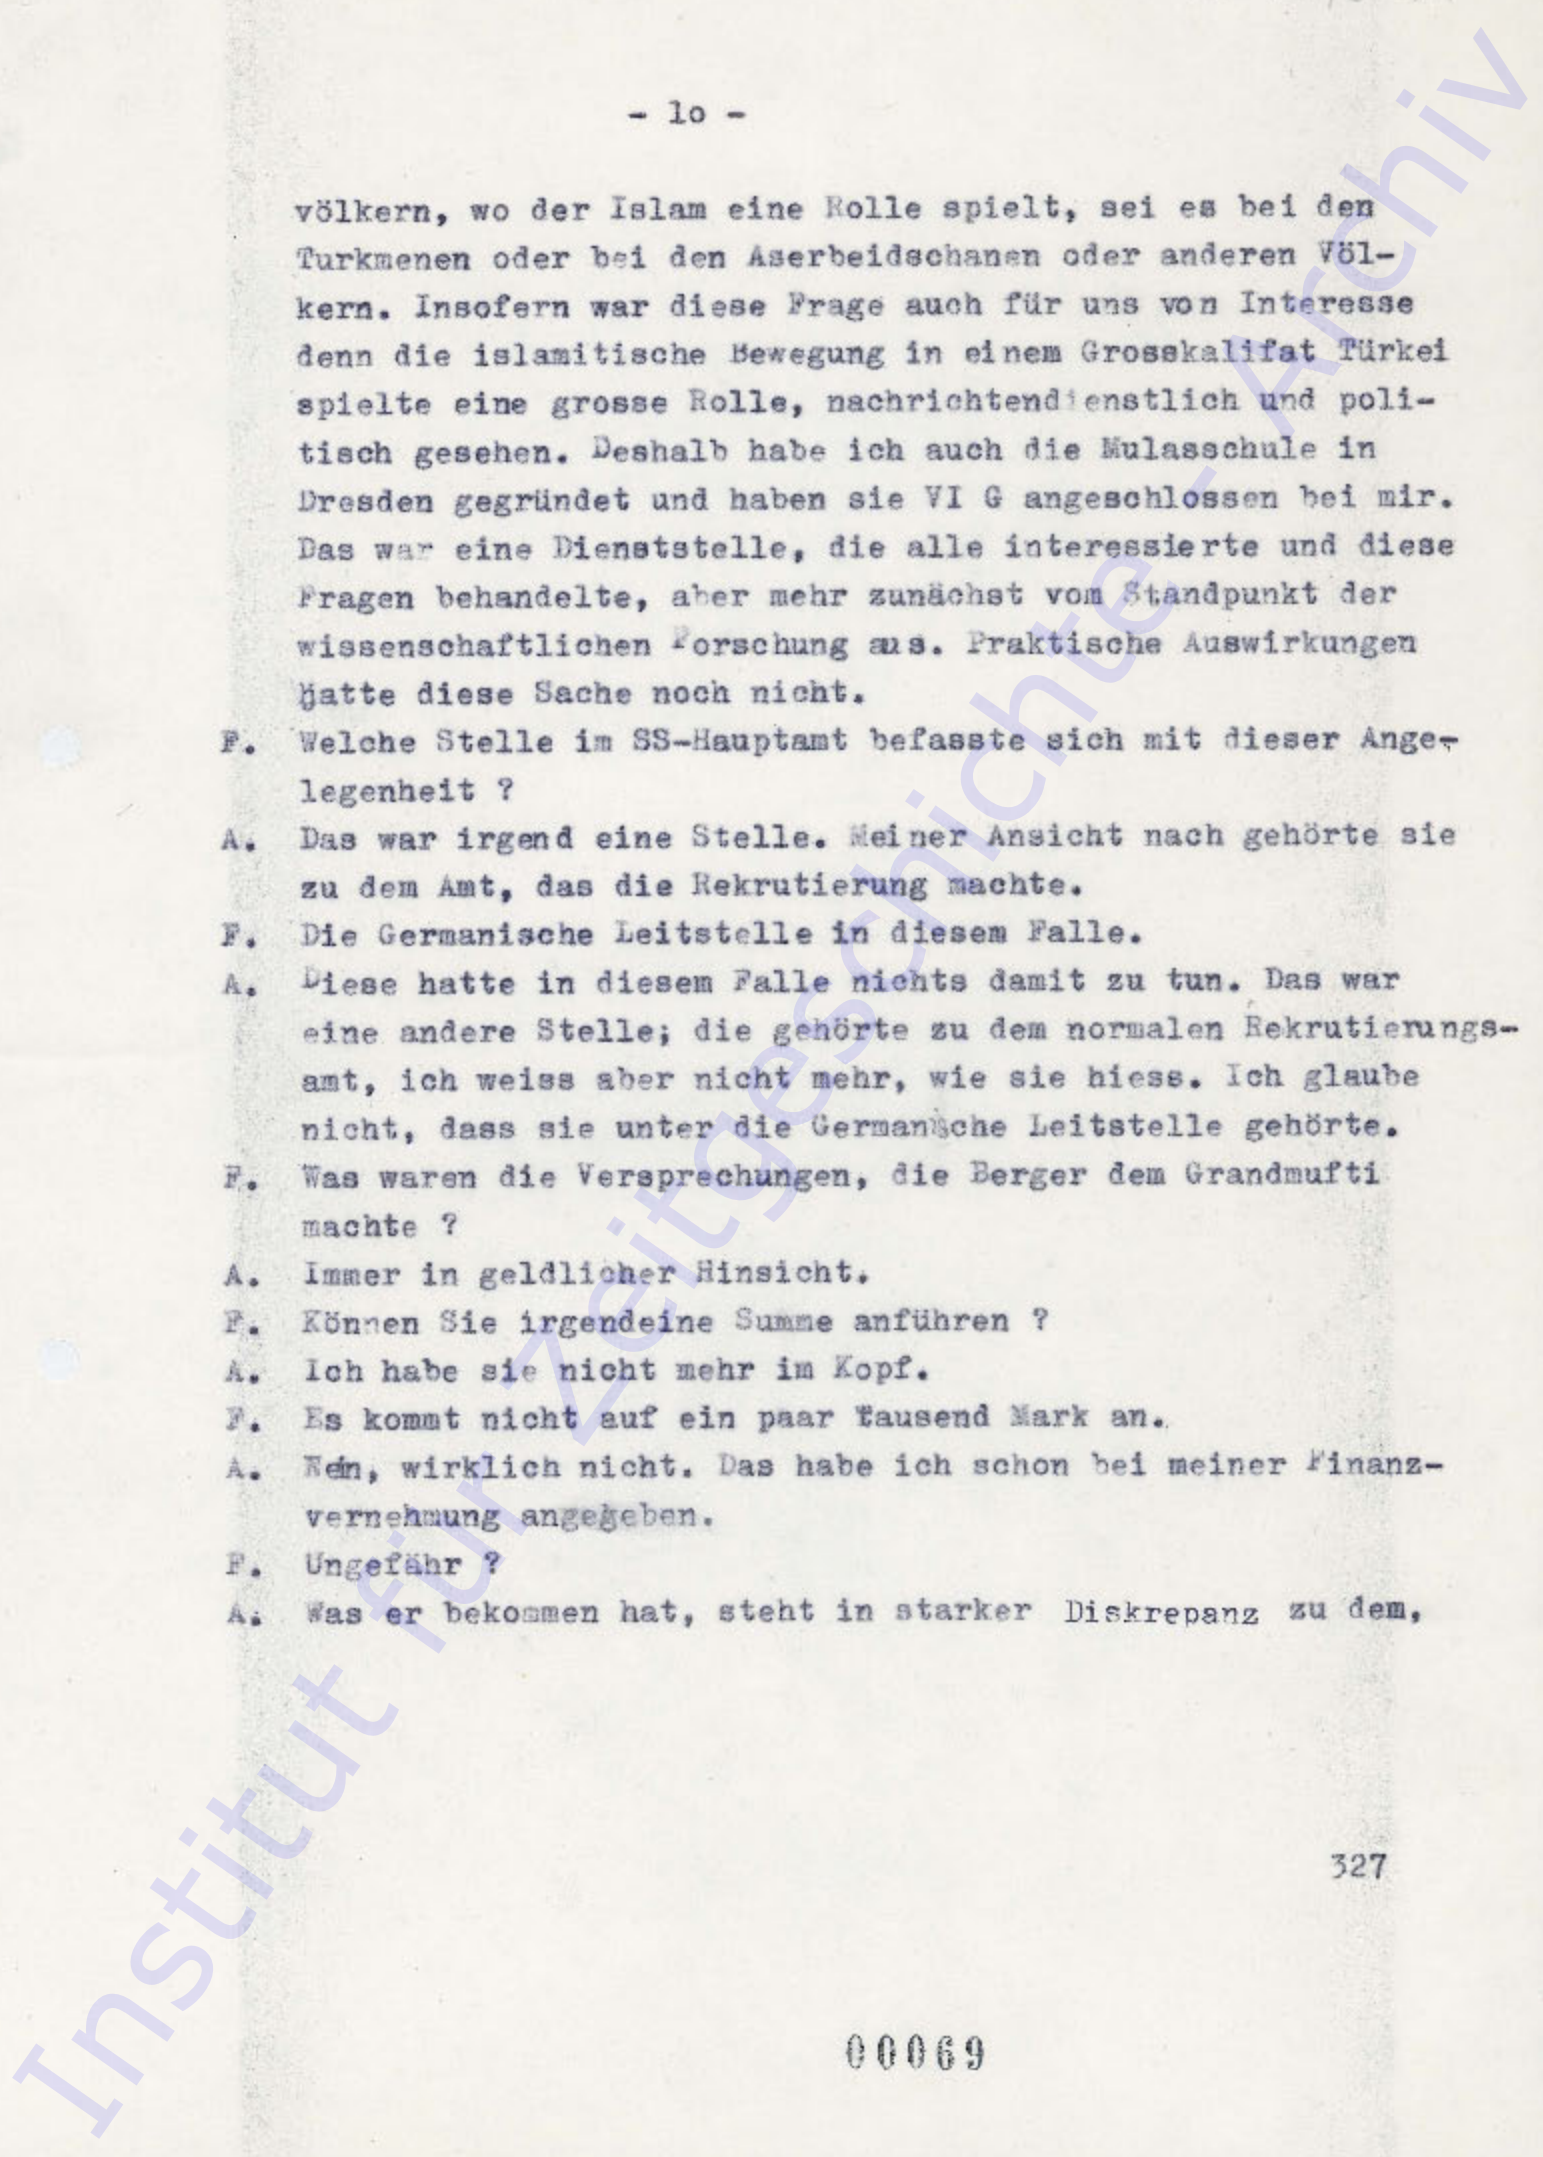 - lo -
völkern, wo der Islam eine Rolle spielt, sei es bei den
Turkmenen oder bei den Aserbeidschanen oder anderen Völ-
kern. Insofern war diese Frage auch für uns von Interesse
denn die islamitische Bewegung in einem Grosskalifat Türkei
spielte eine grosse Rolle, nachrichtendienstlich und poli-
tisch gesehen. Deshalb habe ich auch die Mulasschule in
Dresden gegründet und haben sie VI G angeschlossen bei mir.
Das war eine Dienststelle, die alle interessierte und diese
Fragen behandelte, aber mehr zunächst vom Standpunkt der
wissenschaftlichen Forschung aus. Praktische Auswirkungen
hatte diese Sache noch nicht.
F. Welche Stelle im SS-Hauptamt befasste sich mit dieser Ange-
legenheit ?
A. Das war irgend eine Stelle. Meiner Ansicht nach gehörte sie
zu dem Amt, das die Rekrutierung machte.
F. Die Germanische Leitstelle in diesem Falle.
A. Diese hatte in diesem Falle nichts damit zu tun. Das war
eine andere Stelle; die gehörte zu dem normalen Rekrutierungs-
amt, ich weiss aber nicht mehr, wie sie hiess. Ich glaube
nicht, dass sie unter die Germansche Leitstelle gehörte.
F. Was waren die Versprechungen, die Berger dem Grandmufti
machte ?
A. Immer in geldlicher Hinsicht.
F. Können Sie irgendeine Summe anführen ?
A. Ich habe sie nicht mehr im Kopf.
F. Es kommt nicht auf ein paar tausend Mark an.
A. Nein, wirklich nicht. Das habe ich schon bei meiner Finanz-
vernehmung angegeben.
F. Ungefähr ?
A. Was er bekommen hat, steht in starker Diskrepanz zu dem,
327
00069
Institut für Zeitgeschichte - Archiv